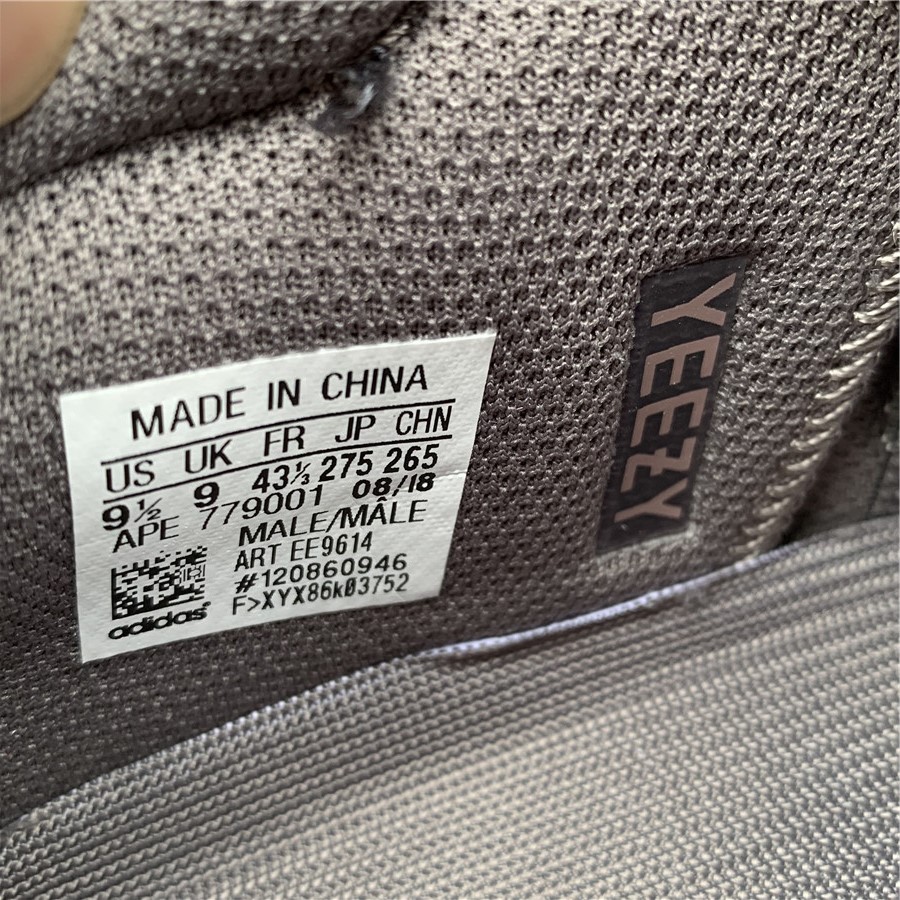 MADE IN CHINA
US UK FR JP CHN
9½ 9 43⅓ 275 265
APE 779001 08/18
MALE/MÂLE
ART EE9614
#120860946
F>XYX86k03752
adidas
YEEZY